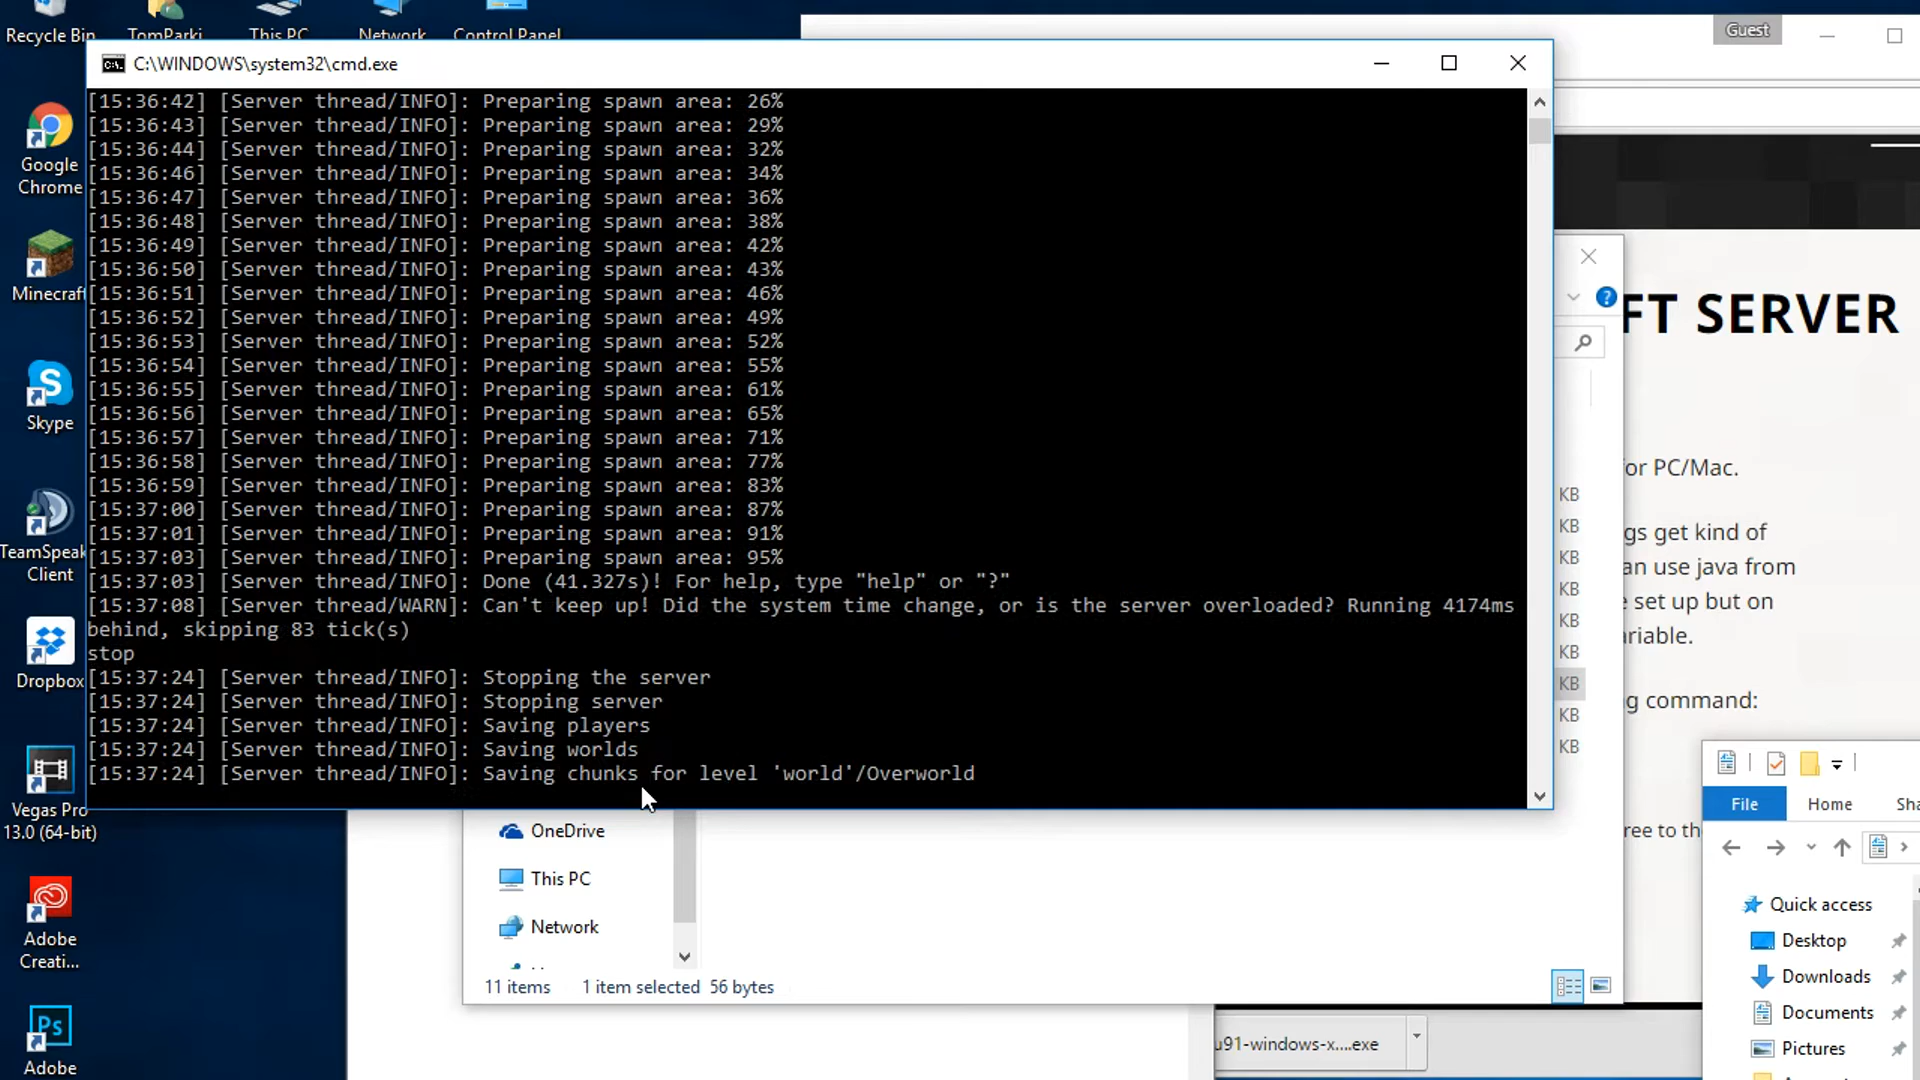 Recycle Bin
TomParki
This PC
Network
Control Panel
Guest
C:\WINDOWS\system32\cmd.exe
[15:36:42] [Server thread/INFO]: Preparing spawn area: 26%
[15:36:43] [Server thread/INFO]: Preparing spawn area: 29%
[15:36:44] [Server thread/INFO]: Preparing spawn area: 32%
[15:36:46] [Server thread/INFO]: Preparing spawn area: 34%
[15:36:47] [Server thread/INFO]: Preparing spawn area: 36%
[15:36:48] [Server thread/INFO]: Preparing spawn area: 38%
[15:36:49] [Server thread/INFO]: Preparing spawn area: 42%
[15:36:50] [Server thread/INFO]: Preparing spawn area: 43%
[15:36:51] [Server thread/INFO]: Preparing spawn area: 46%
[15:36:52] [Server thread/INFO]: Preparing spawn area: 49%
[15:36:53] [Server thread/INFO]: Preparing spawn area: 52%
[15:36:54] [Server thread/INFO]: Preparing spawn area: 55%
[15:36:55] [Server thread/INFO]: Preparing spawn area: 61%
[15:36:56] [Server thread/INFO]: Preparing spawn area: 65%
[15:36:57] [Server thread/INFO]: Preparing spawn area: 71%
[15:36:58] [Server thread/INFO]: Preparing spawn area: 77%
[15:36:59] [Server thread/INFO]: Preparing spawn area: 83%
[15:37:00] [Server thread/INFO]: Preparing spawn area: 87%
[15:37:01] [Server thread/INFO]: Preparing spawn area: 91%
[15:37:03] [Server thread/INFO]: Preparing spawn area: 95%
[15:37:03] [Server thread/INFO]: Done (41.327s)! For help, type "help" or "?"
[15:37:08] [Server thread/WARN]: Can't keep up! Did the system time change, or is the server overloaded? Running 4174ms
behind, skipping 83 tick(s)
stop
[15:37:24] [Server thread/INFO]: Stopping the server
[15:37:24] [Server thread/INFO]: Stopping server
[15:37:24] [Server thread/INFO]: Saving players
[15:37:24] [Server thread/INFO]: Saving worlds
[15:37:24] [Server thread/INFO]: Saving chunks for level 'world'/Overworld
Google
Chrome
Minecraft
Skype
TeamSpeak
Client
Dropbox
Vegas Pro
13.0 (64-bit)
Adobe
Creati...
Ps
Adobe
OneDrive
This PC
Network
11 items
1 item selected 56 bytes
KB
KB
KB
KB
KB
KB
KB
KB
KB
FT SERVER
or PC/Mac.
gs get kind of
an use java from
e set up but on
ariable.
g command:
ree to th
u91-windows-x....exe
File
Home
Sha
Quick access
Desktop
Downloads
Documents
Pictures